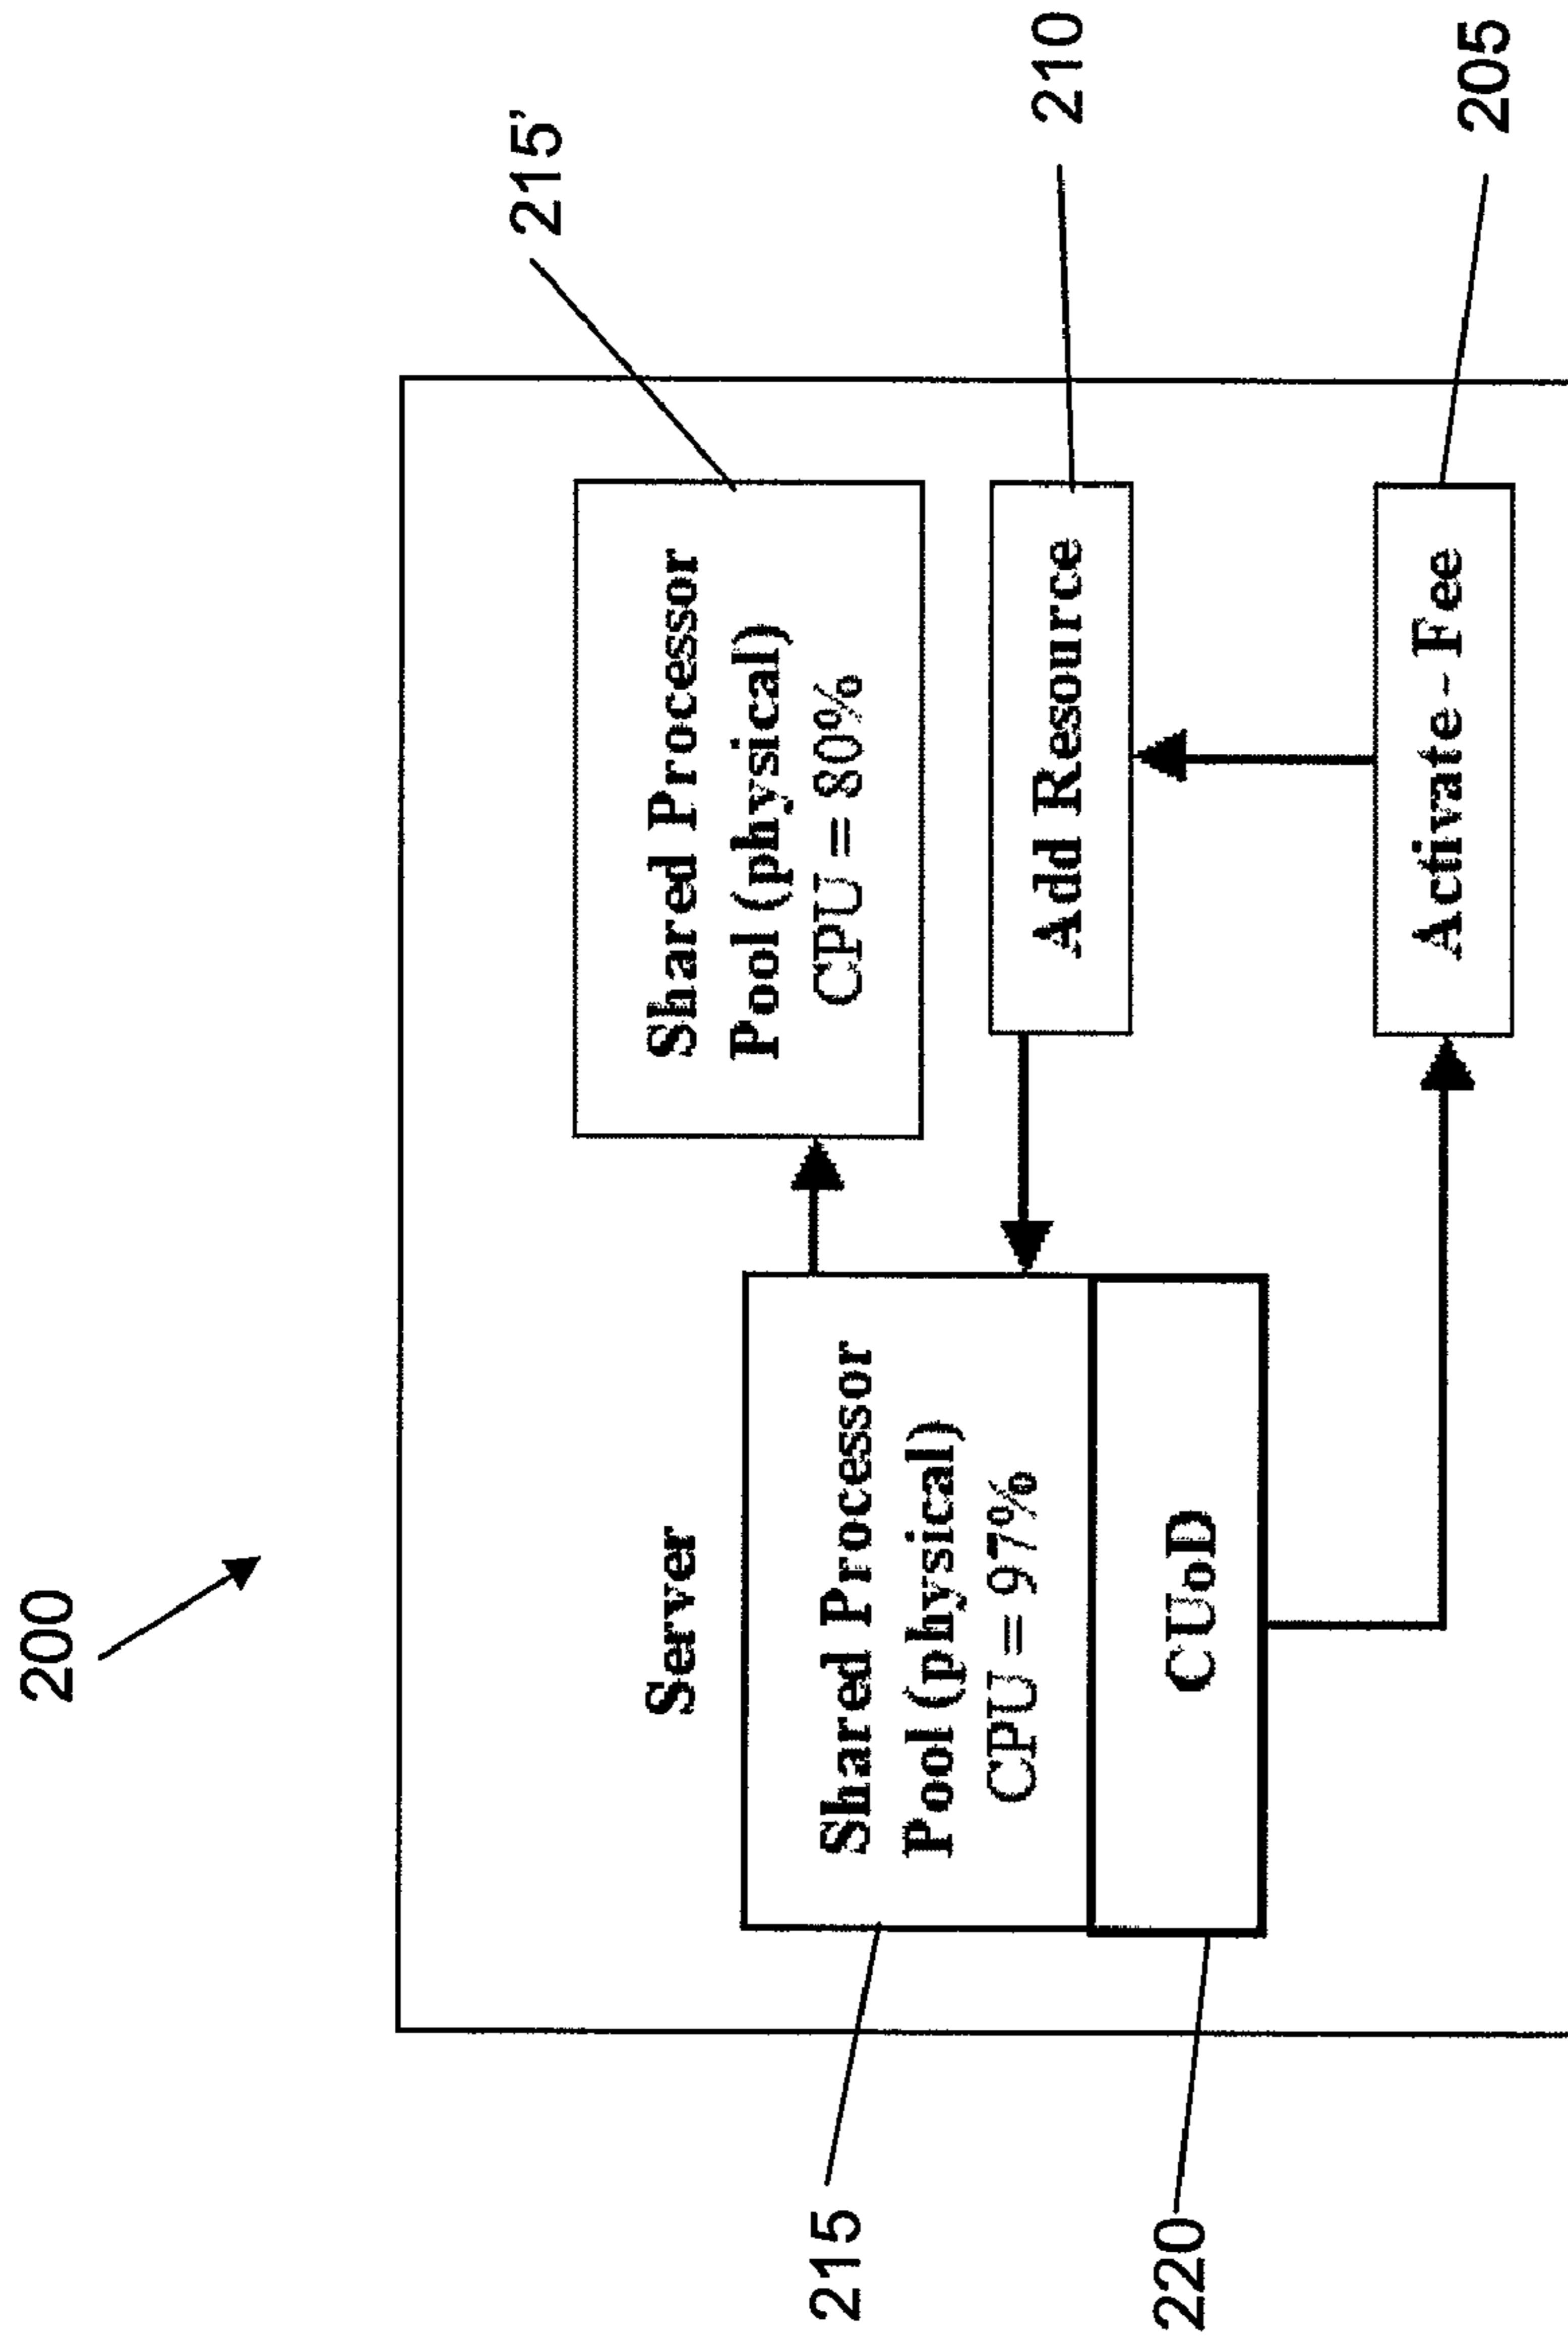 200
Server
215
Shared Processor
Pool (physical)
CPU = 97%
220
CUoD
215'
Shared Processor
Pool (physical)
CPU = 80%
210
Add Resource
205
Activate - Fee